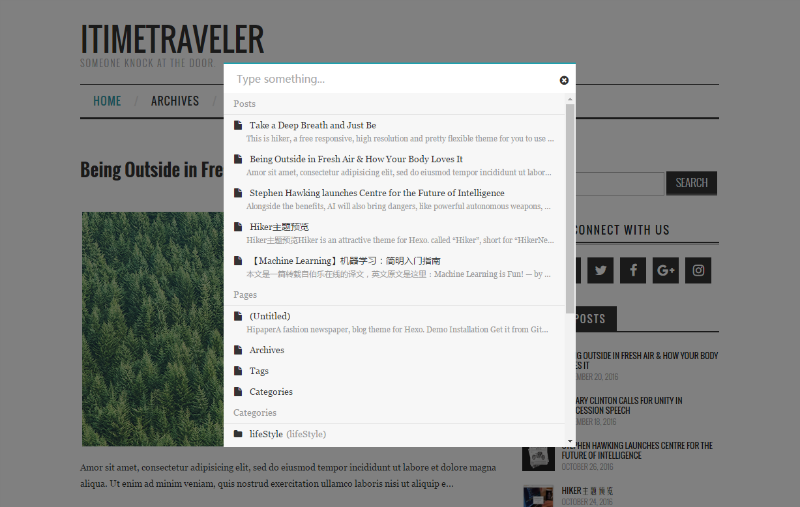 ITIMETRAVELER
SOMEONE KNOCK AT THE DOOR
HOME / ARCHIVES /
Type something...
Posts
Take a Deep Breath and Just Be
This is hiker, a free responsive, high resolution and pretty flexible theme for you to use ...
Being Outside in Fresh Air & How Your Body Loves It
Amor sit amet, consectetur adipisicing elit, sed do eiusmod tempor incididunt ut labor...
Stephen Hawking launches Centre for the Future of Intelligence
Alongside the benefits, AI will also bring dangers, like powerful autonomous weapons, ...
Hiker主题预览
Hiker主题预览Hiker is an attractive theme for Hexo. called “Hiker”, short for “HikerNe...
【Machine Learning】机器学习：简明入门指南
本文是一篇转载自伯乐在线的译文，英文原文是这里：Machine Learning is Fun! — by ...
Pages
(Untitled)
HipaperA fashion newspaper, blog theme for Hexo. Demo Installation Get it from Git...
Archives
Tags
Categories
Categories
lifeStyle (lifeStyle)
Being Outside in Fre
Amor sit amet, consectetur adipisicing elit, sed do eiusmod tempor incididunt ut labore et dolore magna
aliqua. Ut enim ad minim veniam, quis nostrud exercitation ullamco laboris nisi ut aliquip e...
SEARCH
CONNECT WITH US
POSTS
G OUTSIDE IN FRESH AIR & HOW YOUR BODY
ES IT
MBER 20, 2016
ARY CLINTON CALLS FOR UNITY IN
CESSION SPEECH
MBER 18, 2016
STEPHEN HAWKING LAUNCHES CENTRE FOR THE
FUTURE OF INTELLIGENCE
OCTOBER 26, 2016
HIKER主题预览
OCTOBER 24, 2016